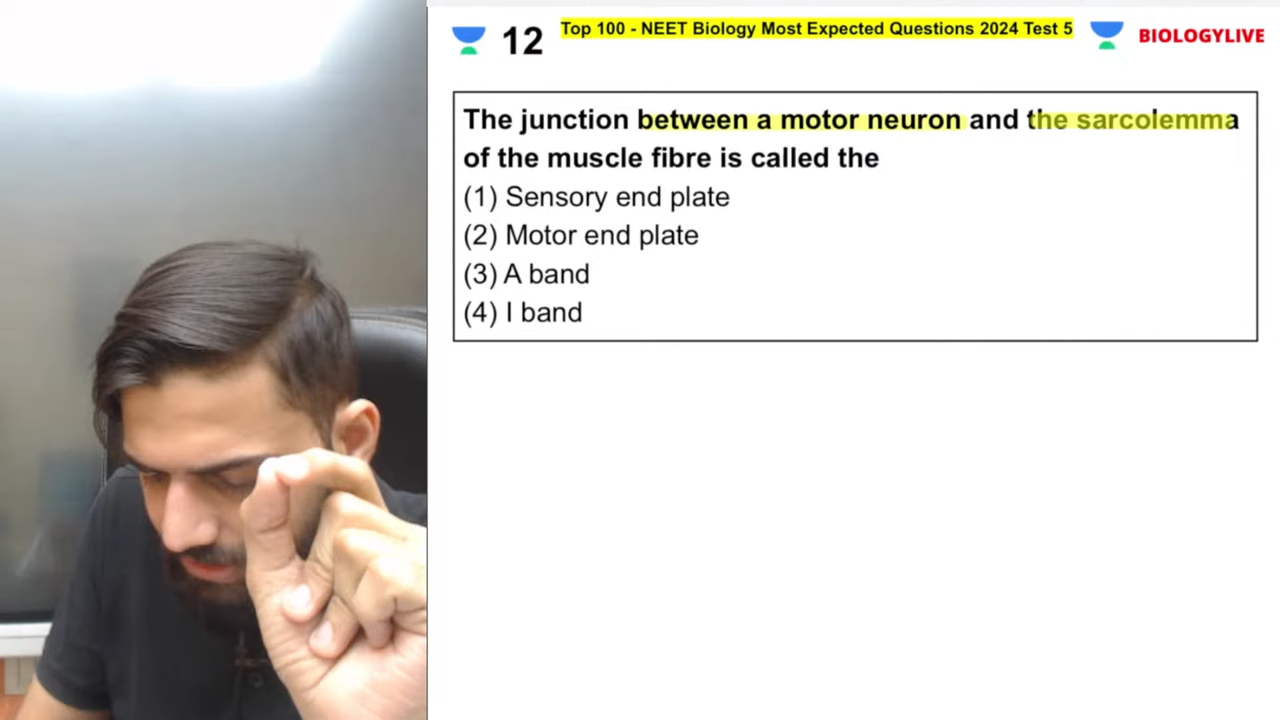 12
Top 100 - NEET Biology Most Expected Questions 2024 Test 5
BIOLOGYLIVE
The junction between a motor neuron and the sarcolemma
of the muscle fibre is called the
(1) Sensory end plate
(2) Motor end plate
(3) A band
(4) I band